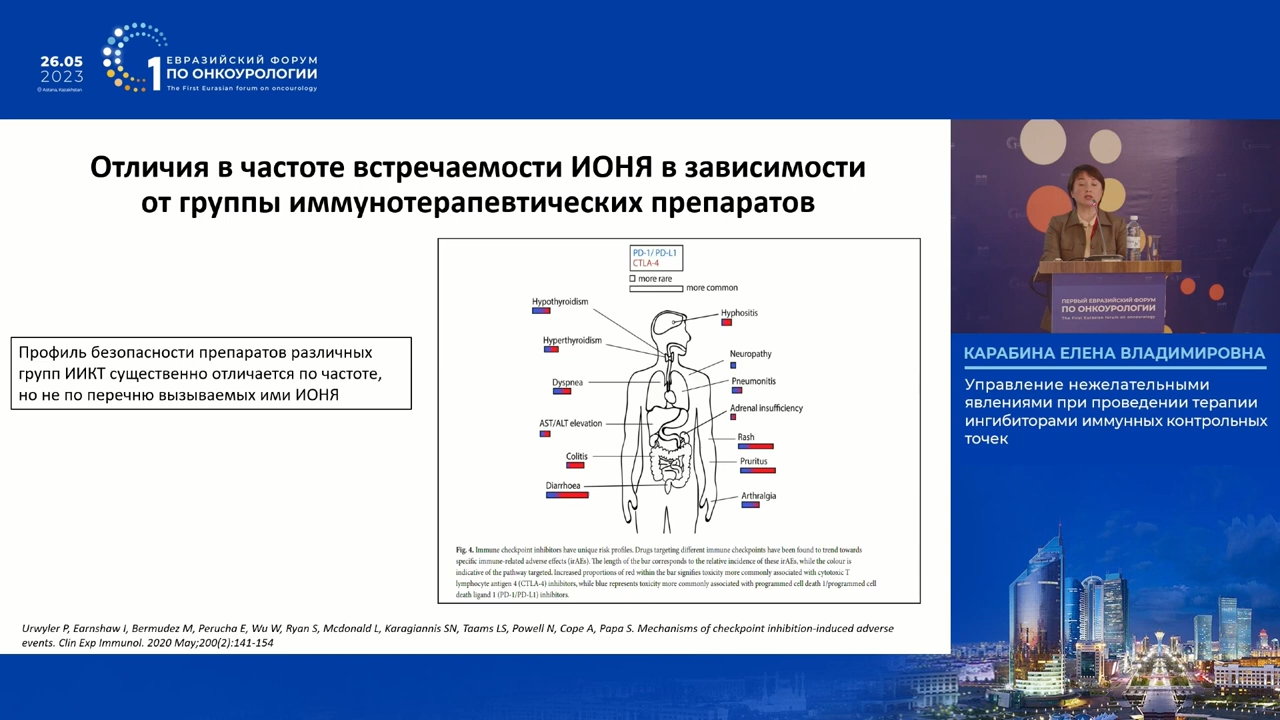 26.05
2023
Astana, Kazakhstan
1
ЕВРАЗИЙСКИЙ ФОРУМ
ПО ОНКОУРОЛОГИИ
The First Eurasian forum on oncourology
Отличия в частоте встречаемости ИОНЯ в зависимости
от группы иммунотерапевтических препаратов
Профиль безопасности препаратов различных
групп ИИКТ существенно отличается по частоте,
но не по перечню вызываемых ими ИОНЯ
PD-1/ PD-L1
CTLA-4
more rare
more common
Hypothyroidism
Hyphositis
Hyperthyroidism
Neuropathy
Dyspnea
Pneumonitis
Adrenal insufficiency
AST/ALT elevation
Rash
Colitis
Pruritus
Diarrhoea
Arthralgia
Fig. 4. Immune checkpoint inhibitors have unique risk profiles. Drugs targeting different immune checkpoints have been found to trend towards
specific immune-related adverse effects (irAEs). The length of the bar corresponds to the relative incidence of these irAEs, while the colour is
indicative of the pathway targeted. Increased proportions of red within the bar signifies toxicity more commonly associated with cytotoxic T
lymphocyte antigen 4 (CTLA-4) inhibitors, while blue represents toxicity more commonly associated with programmed cell death 1/programmed cell
death ligand 1 (PD-1/PD-L1) inhibitors.
Urwyler P, Earnshaw I, Bermudez M, Perucha E, Wu W, Ryan S, Mcdonald L, Karagiannis SN, Taams LS, Powell N, Cope A, Papa S. Mechanisms of checkpoint inhibition-induced adverse
events. Clin Exp Immunol. 2020 May;200(2):141-154
ПЕРВЫЙ ЕВРАЗИЙСКИЙ ФОРУМ
ПО ОНКОУРОЛОГИИ
The First Eurasian forum on oncourology
КАРАБИНА ЕЛЕНА ВЛАДИМИРОВНА
Управление нежелательными
явлениями при проведении терапии
ингибиторами иммунных контрольных
точек